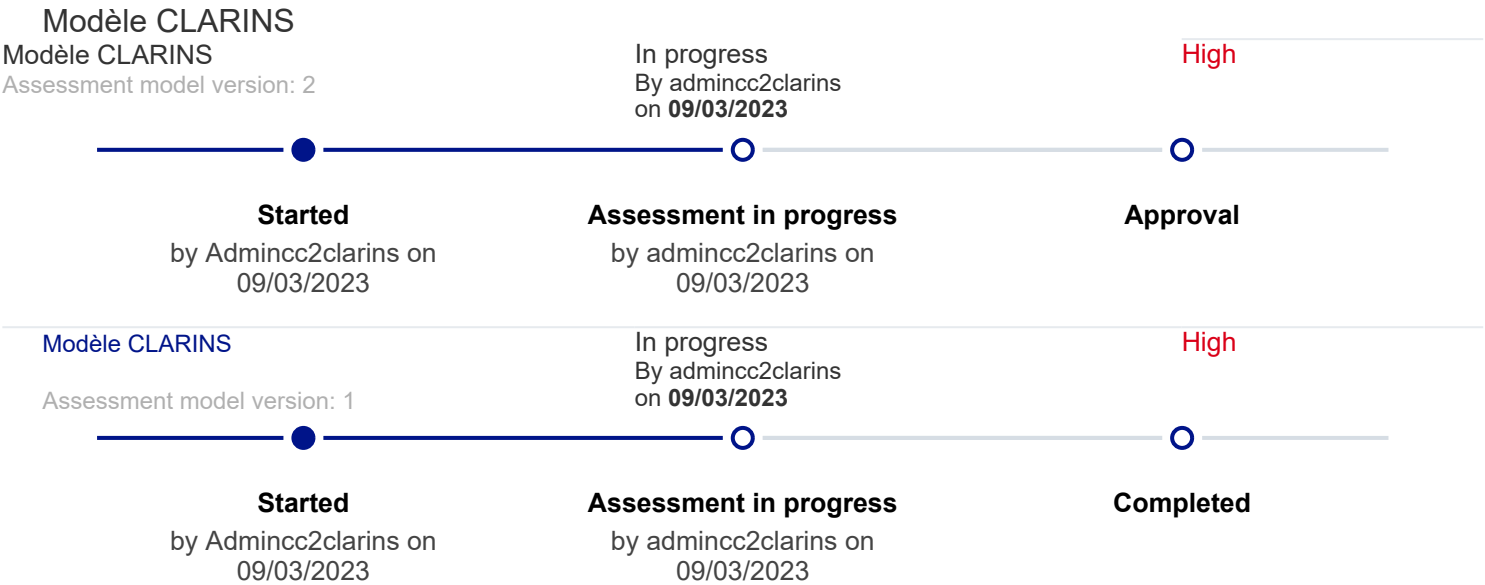 Modèle CLARINS
Modèle CLARINS
Assessment model version: 2
In progress
By admincc2clarins
on 09/03/2023
High
Started
by Admincc2clarins on
09/03/2023
Assessment in progress
by admincc2clarins on
09/03/2023
Approval
Modèle CLARINS
Assessment model version: 1
In progress
By admincc2clarins
on 09/03/2023
High
Started
by Admincc2clarins on
09/03/2023
Assessment in progress
by admincc2clarins on
09/03/2023
Completed